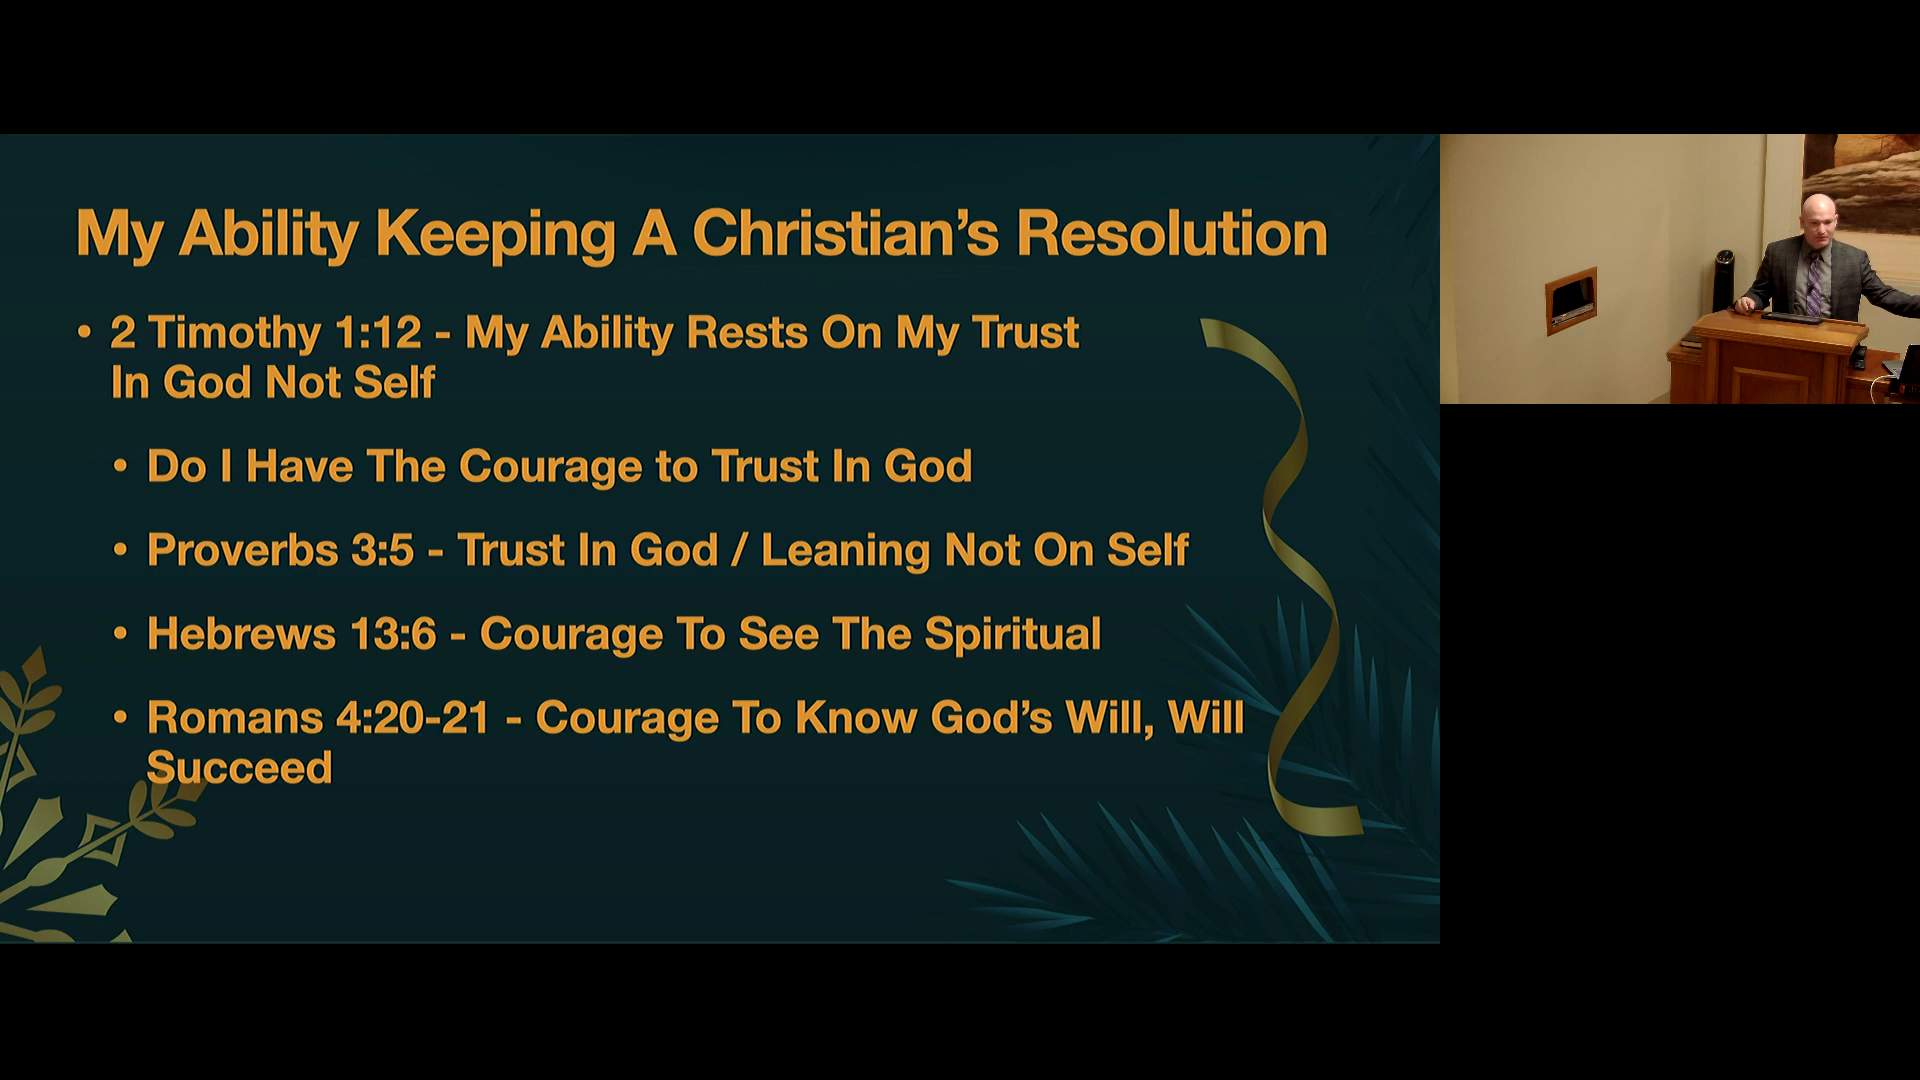 My Ability Keeping A Christian’s Resolution
• 2 Timothy 1:12 - My Ability Rests On My Trust
In God Not Self
• Do I Have The Courage to Trust In God
• Proverbs 3:5 - Trust In God / Leaning Not On Self
• Hebrews 13:6 - Courage To See The Spiritual
• Romans 4:20-21 - Courage To Know God’s Will, Will
Succeed